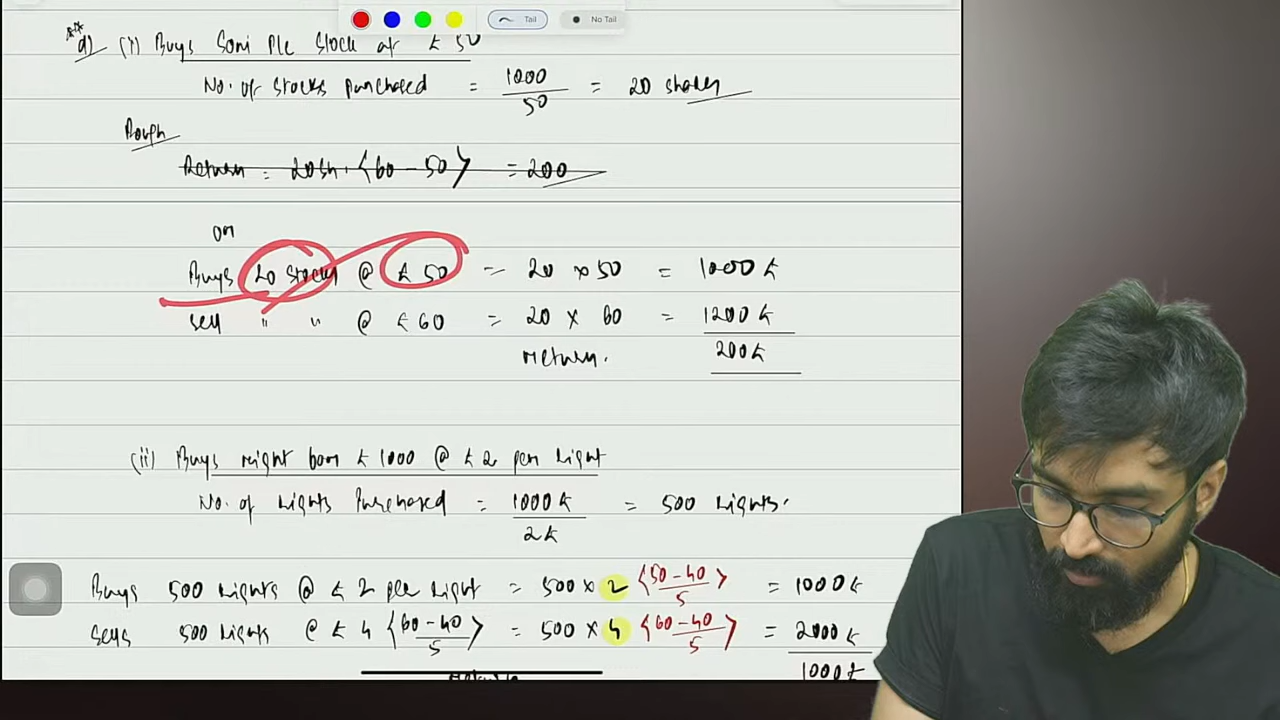 Tail No Tail
d) (i) Buys Soni Plc Stock at £ 50
No. of Stocks Purchased = 1000/50 = 20 shares
Rough
Return = 20sh. <60 - 50> = 200
or
Buys 20 stocks @ £ 50 = 20 x 50 = 1000 £
Sell " " @ £ 60 = 20 x 60 = 1200 £
Return. 200 £
(ii) Buys right for £ 1000 @ £ 2 per Right
No. of Rights Purchased = 1000 £/2 £ = 500 Rights.
Buys 500 Rights @ £ 2 per Right = 500 x 2 <50-40/5> = 1000 £
Sells 500 Rights @ £ 4 <60-40/5> = 500 x 4 <60-40/5> = 2000 £
1000 £